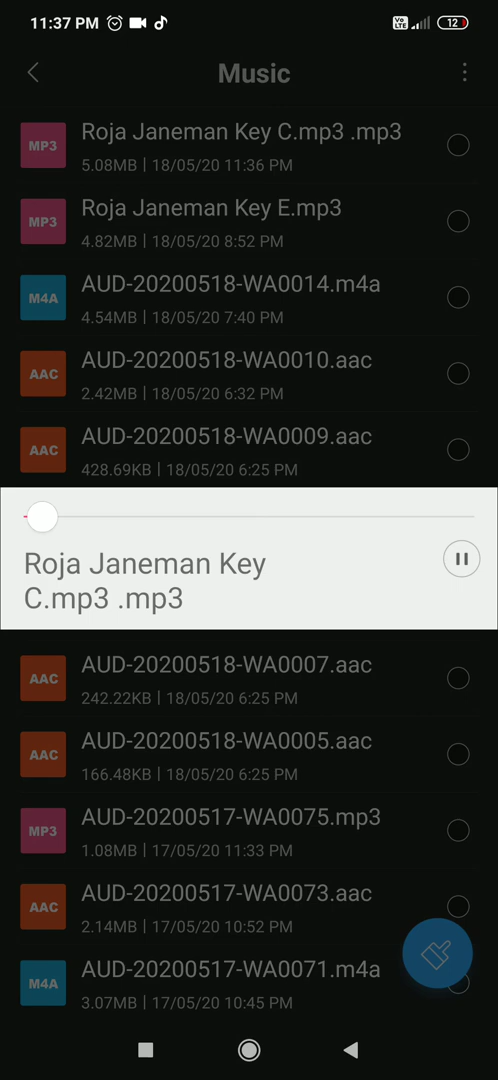 11:37 PM
Vo LTE
12
Music
MP3
Roja Janeman Key C.mp3 .mp3
5.08MB | 18/05/20 11:36 PM
MP3
Roja Janeman Key E.mp3
4.82MB | 18/05/20 8:52 PM
M4A
AUD-20200518-WA0014.m4a
4.54MB | 18/05/20 7:40 PM
AAC
AUD-20200518-WA0010.aac
2.42MB | 18/05/20 6:32 PM
AAC
AUD-20200518-WA0009.aac
428.69KB | 18/05/20 6:25 PM
Roja Janeman Key
C.mp3 .mp3
AAC
AUD-20200518-WA0007.aac
242.22KB | 18/05/20 6:25 PM
AAC
AUD-20200518-WA0005.aac
166.48KB | 18/05/20 6:25 PM
MP3
AUD-20200517-WA0075.mp3
1.08MB | 17/05/20 11:33 PM
AAC
AUD-20200517-WA0073.aac
2.14MB | 17/05/20 10:52 PM
M4A
AUD-20200517-WA0071.m4a
3.07MB | 17/05/20 10:45 PM